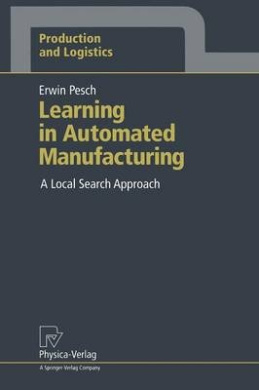 Production
and Logistics
Erwin Pesch
Learning
in Automated
Manufacturing
A Local Search Approach
Physica-Verlag
A Springer-Verlag Company